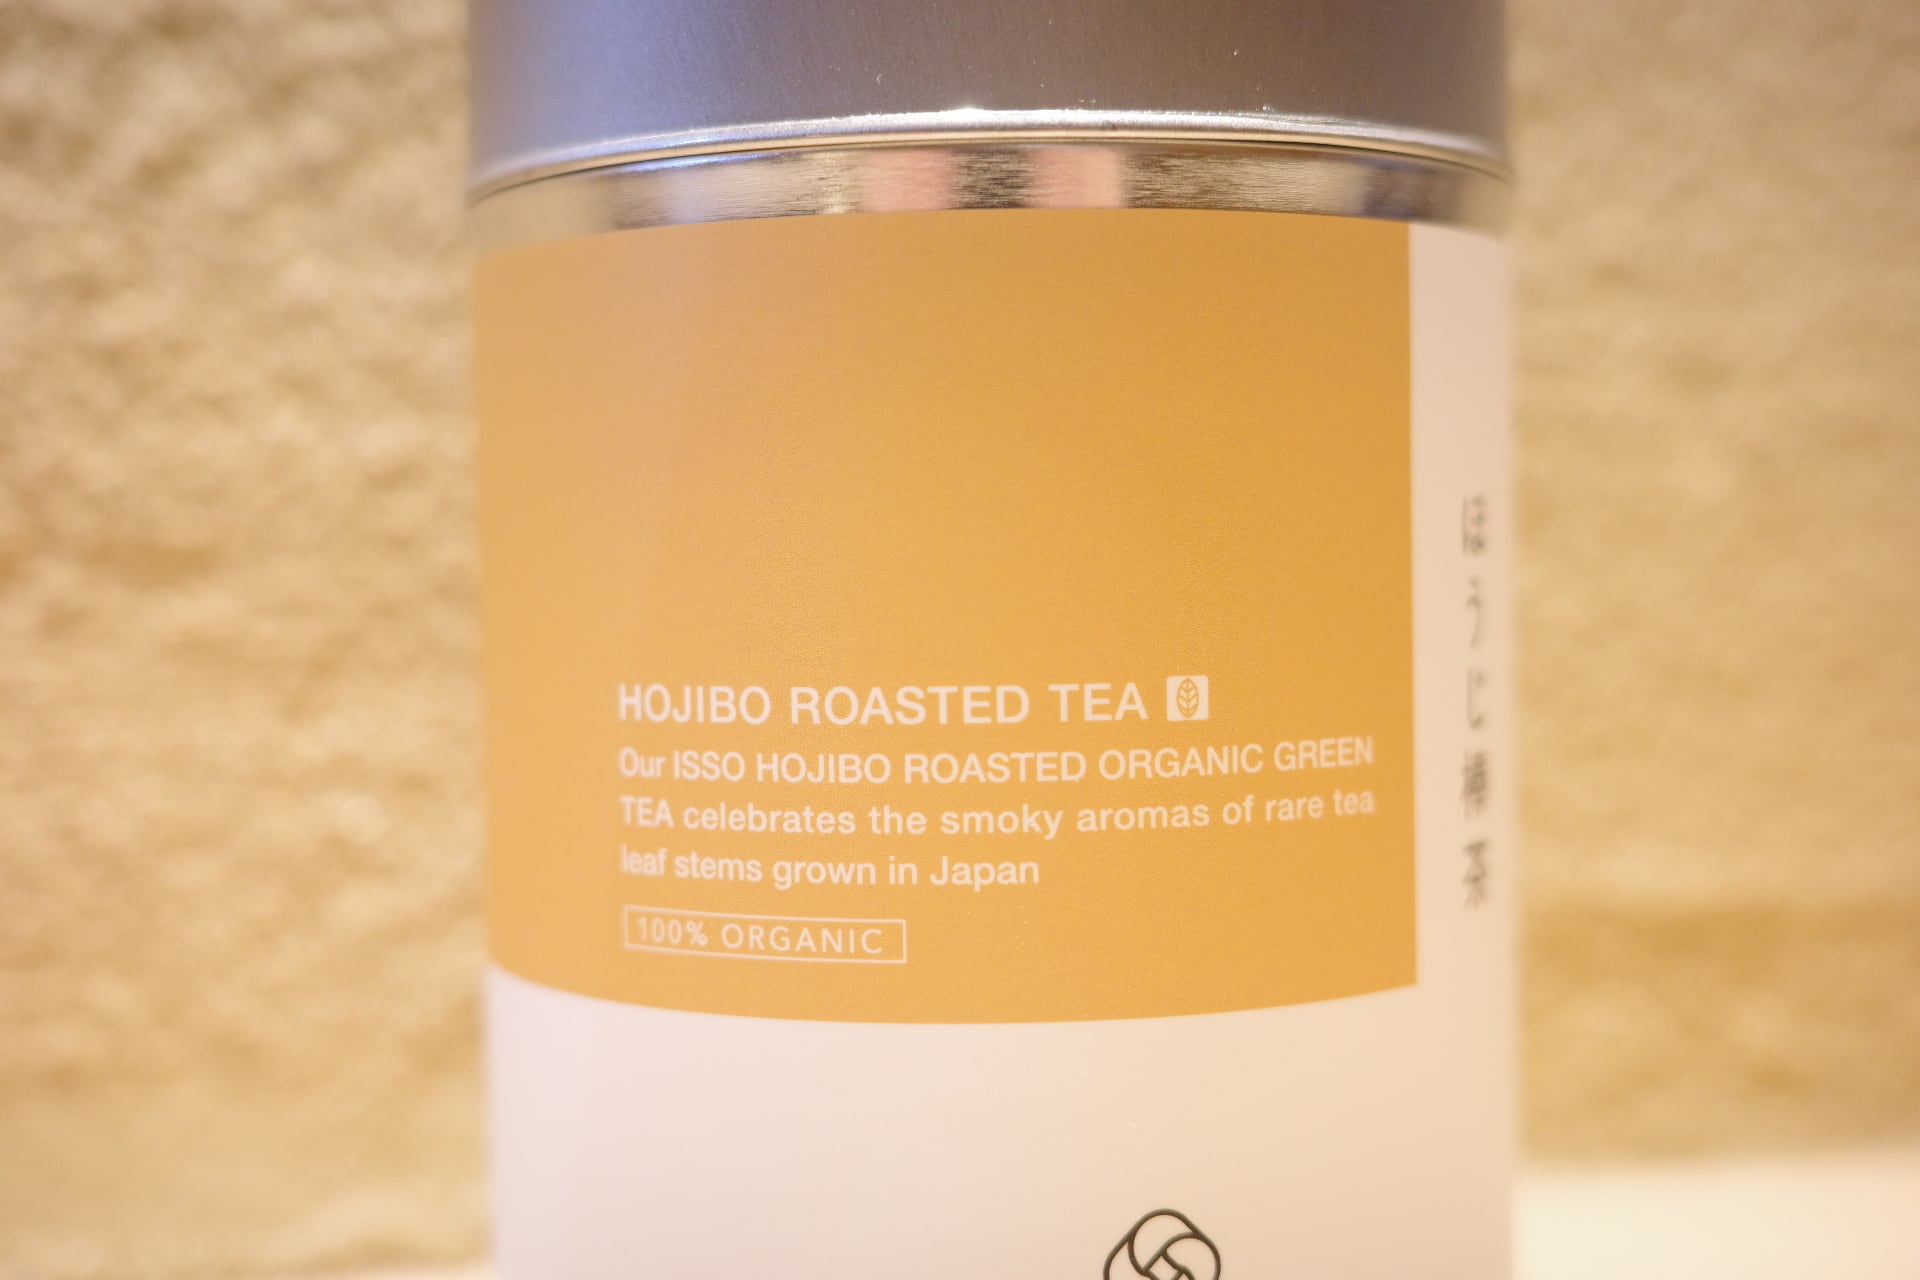 HOJIBO ROASTED TEA
Our ISSO HOJIBO ROASTED ORGANIC GREEN
TEA celebrates the smoky aromas of rare tea
leaf stems grown in Japan
100% ORGANIC
ほうじ棒茶